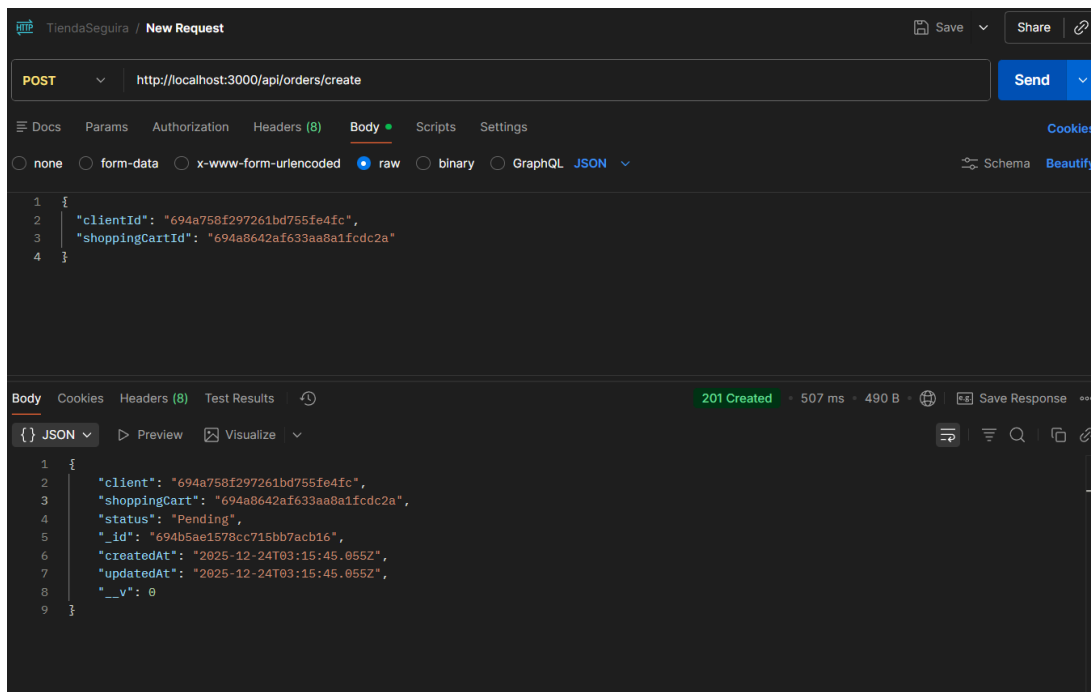 HTTP TiendaSeguira / New Request Save Share
POST http://localhost:3000/api/orders/create Send
Docs Params Authorization Headers (8) Body Scripts Settings Cookies
none form-data x-www-form-urlencoded raw binary GraphQL JSON Schema Beautify
1 {
2 "clientId": "694a758f297261bd755fe4fc",
3 "shoppingCartId": "694a8642af633aa8a1fcdc2a"
4 }
Body Cookies Headers (8) Test Results 201 Created • 507 ms • 490 B e.g. Save Response
{} JSON Preview Visualize
1 {
2 "client": "694a758f297261bd755fe4fc",
3 "shoppingCart": "694a8642af633aa8a1fcdc2a",
4 "status": "Pending",
5 "_id": "694b5ae1578cc715bb7acb16",
6 "createdAt": "2025-12-24T03:15:45.055Z",
7 "updatedAt": "2025-12-24T03:15:45.055Z",
8 "__v": 0
9 }